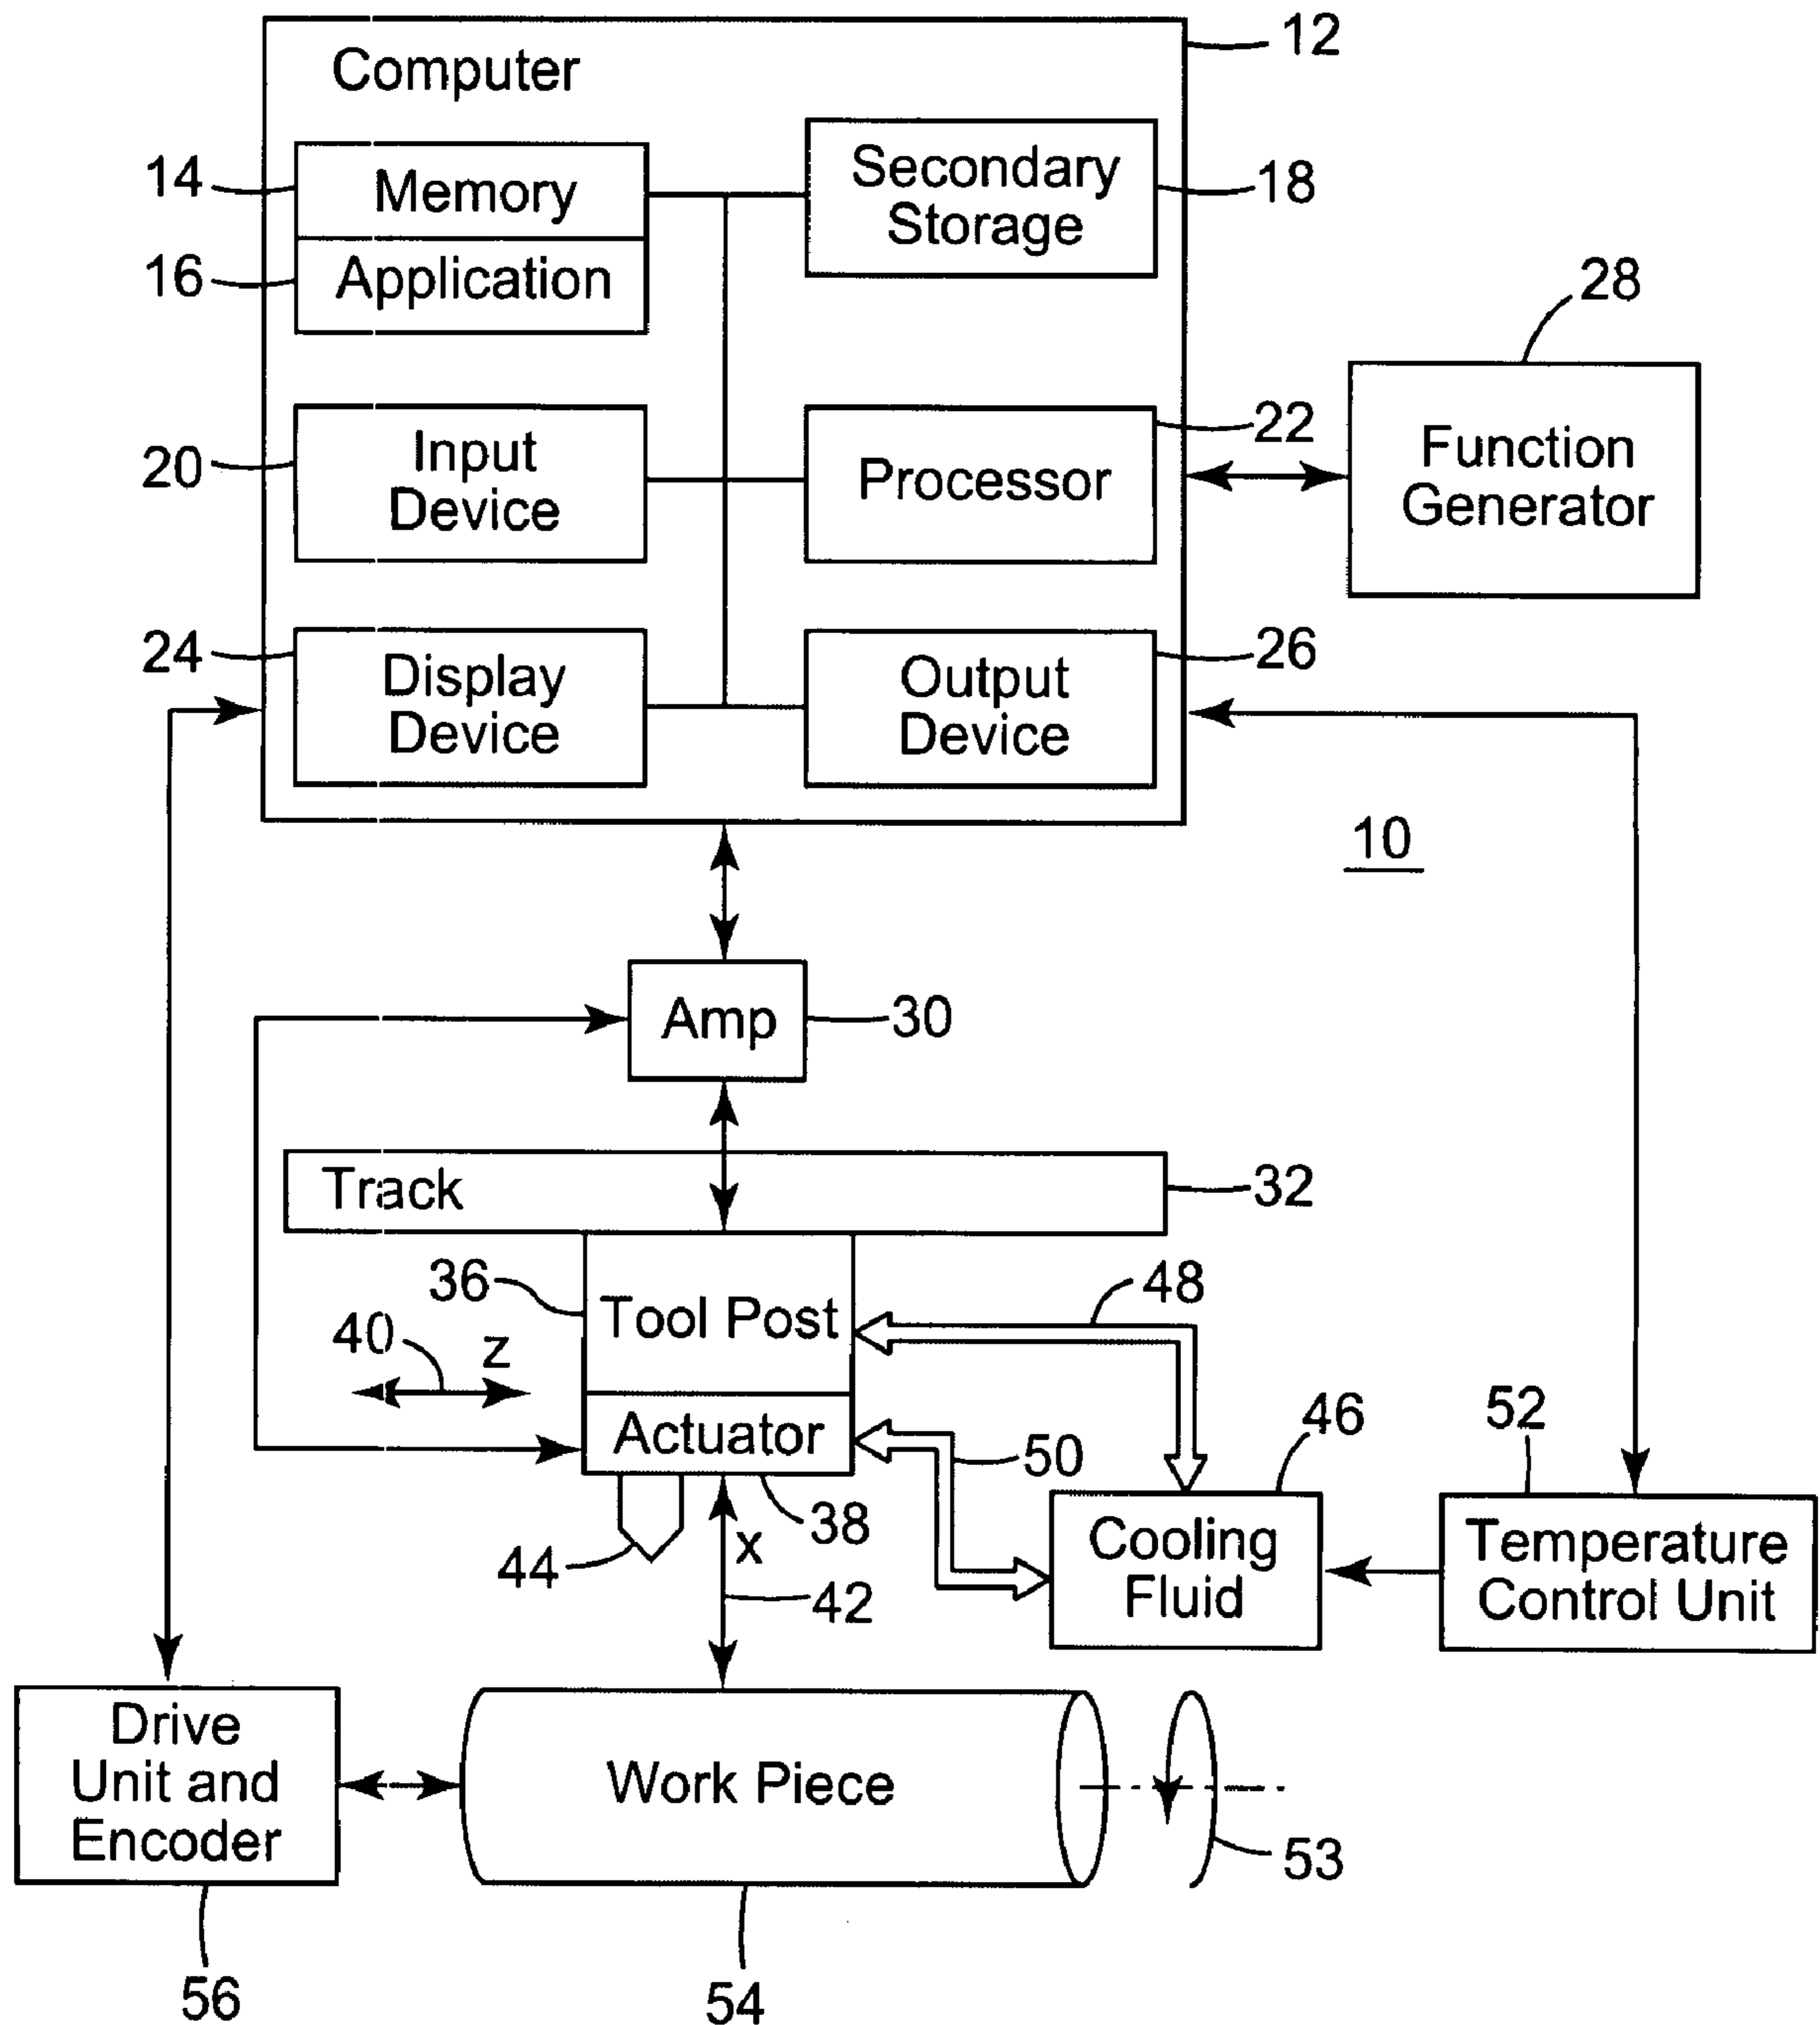 12
Computer
14
Memory
Secondary
Storage
18
16
Application
28
20
Input
Device
Processor
22
Function
Generator
24
Display
Device
Output
Device
26
10
Amp
30
Track
32
36
Tool Post
48
40
z
Actuator
50
46
52
44
x
38
42
Cooling
Fluid
Temperature
Control Unit
Drive
Unit and
Encoder
Work Piece
53
56
54